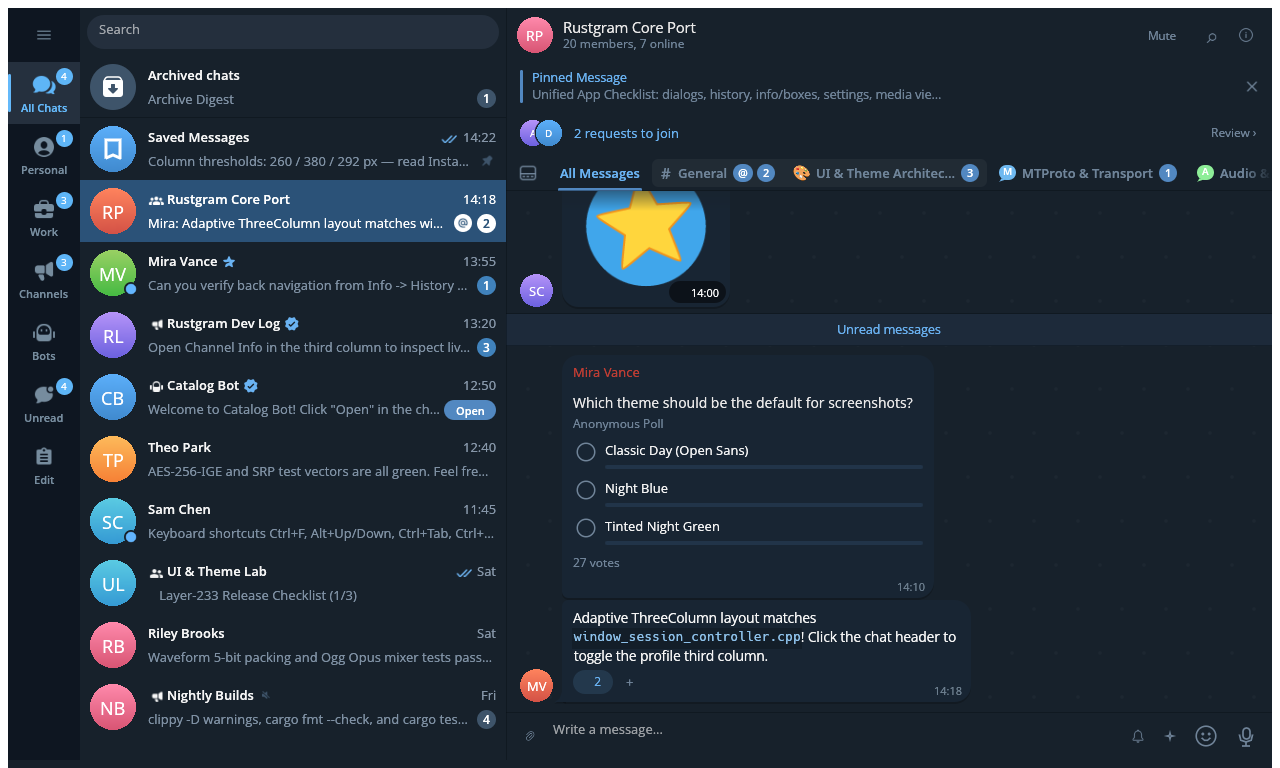 Search
4
All Chats
1
Personal
3
Work
3
Channels
Bots
4
Unread
Edit
Archived chats
Archive Digest
1
Saved Messages
14:22
Column thresholds: 260 / 380 / 292 px — read Insta...
RP
Rustgram Core Port
14:18
Mira: Adaptive ThreeColumn layout matches wi...
@
2
MV
Mira Vance
13:55
Can you verify back navigation from Info -> History ...
1
RL
Rustgram Dev Log
13:20
Open Channel Info in the third column to inspect liv...
3
CB
Catalog Bot
12:50
Welcome to Catalog Bot! Click "Open" in the ch...
Open
TP
Theo Park
12:40
AES-256-IGE and SRP test vectors are all green. Feel fre...
SC
Sam Chen
11:45
Keyboard shortcuts Ctrl+F, Alt+Up/Down, Ctrl+Tab, Ctrl+...
UL
UI & Theme Lab
Sat
Layer-233 Release Checklist (1/3)
RB
Riley Brooks
Sat
Waveform 5-bit packing and Ogg Opus mixer tests pass...
NB
Nightly Builds
Fri
clippy -D warnings, cargo fmt --check, and cargo tes...
4
RP
Rustgram Core Port
20 members, 7 online
Mute
Pinned Message
Unified App Checklist: dialogs, history, info/boxes, settings, media vie...
A
D
2 requests to join
Review ›
All Messages
# General @ 2
UI & Theme Architec... 3
M MTProto & Transport 1
A Audio &
SC
14:00
Unread messages
Mira Vance
Which theme should be the default for screenshots?
Anonymous Poll
Classic Day (Open Sans)
Night Blue
Tinted Night Green
27 votes
14:10
Adaptive ThreeColumn layout matches
window_session_controller.cpp! Click the chat header to
toggle the profile third column.
MV
2
+
14:18
Write a message...